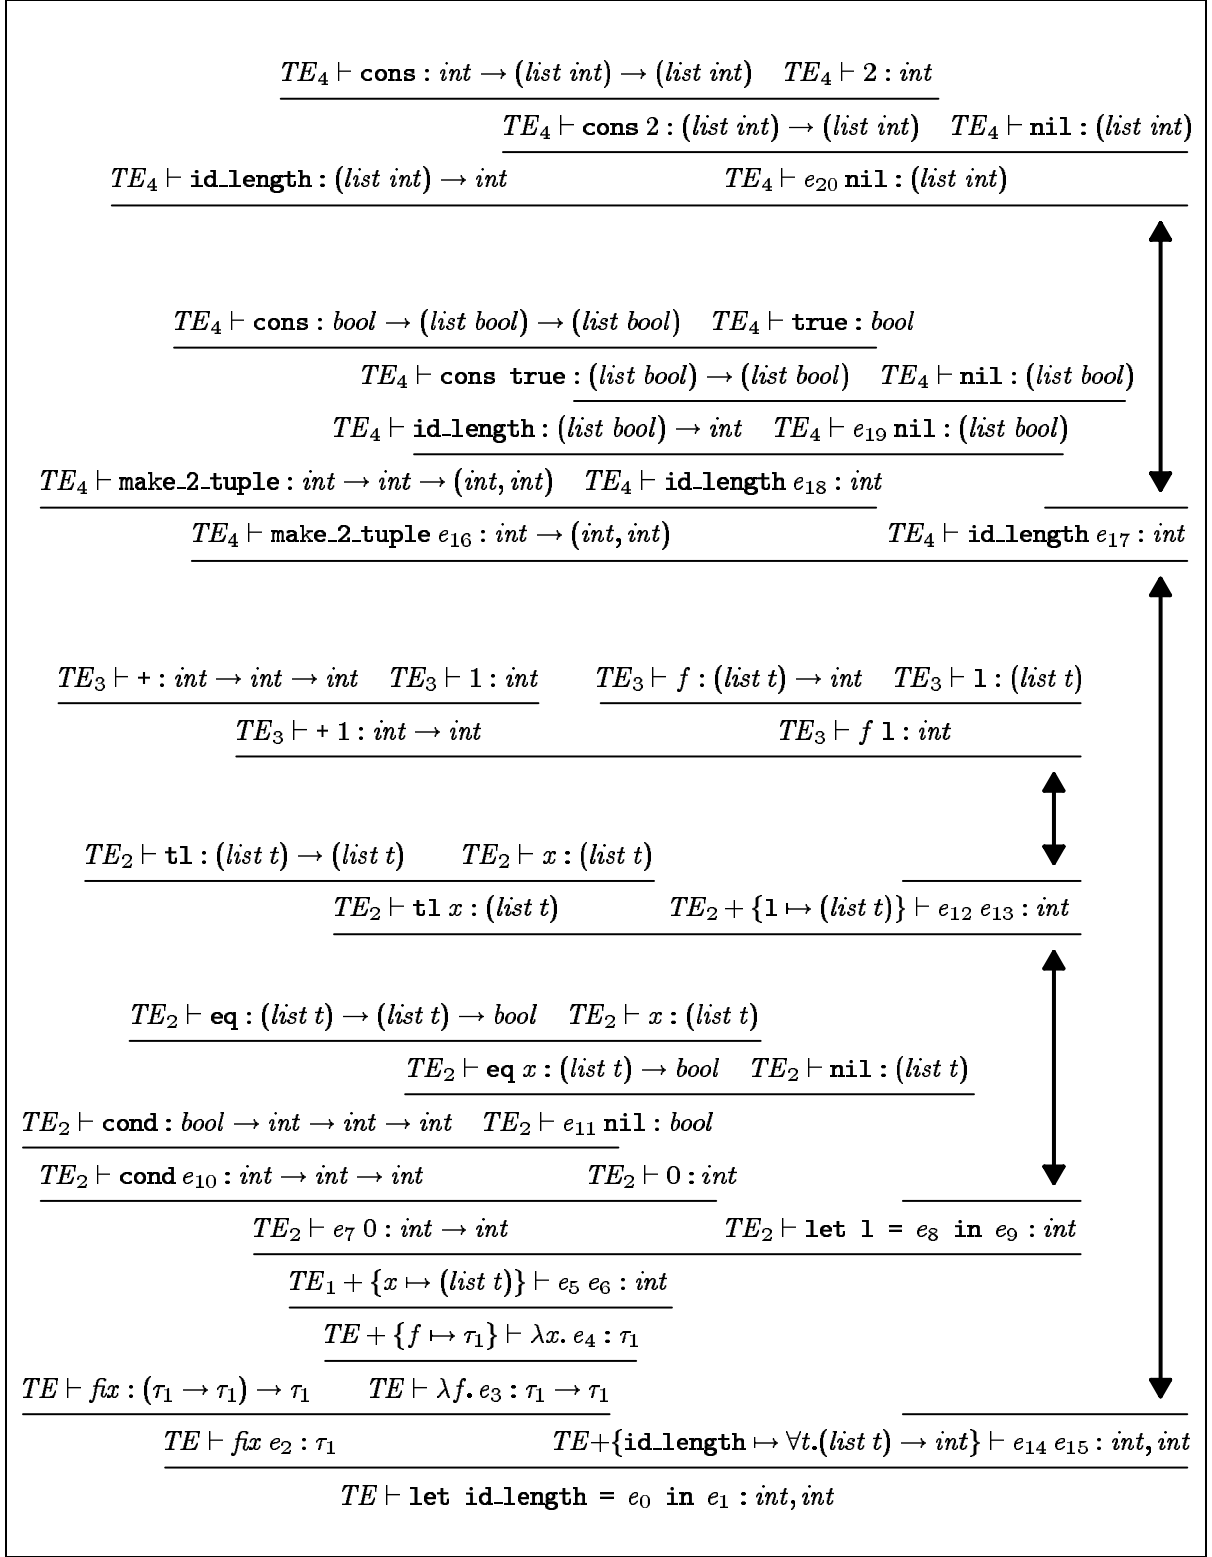 TE₄ ⊢ cons : int → (list int) → (list int) TE₄ ⊢ 2 : int
TE₄ ⊢ cons 2 : (list int) → (list int) TE₄ ⊢ nil : (list int)
TE₄ ⊢ id_length : (list int) → int TE₄ ⊢ e₂₀ nil : (list int)
TE₄ ⊢ cons : bool → (list bool) → (list bool) TE₄ ⊢ true : bool
TE₄ ⊢ cons true : (list bool) → (list bool) TE₄ ⊢ nil : (list bool)
TE₄ ⊢ id_length : (list bool) → int TE₄ ⊢ e₁₉ nil : (list bool)
TE₄ ⊢ make_2_tuple : int → int → (int, int) TE₄ ⊢ id_length e₁₈ : int
TE₄ ⊢ make_2_tuple e₁₆ : int → (int, int) TE₄ ⊢ id_length e₁₇ : int
TE₃ ⊢ + : int → int → int TE₃ ⊢ 1 : int TE₃ ⊢ f : (list t) → int TE₃ ⊢ l : (list t)
TE₃ ⊢ + 1 : int → int TE₃ ⊢ f l : int
TE₂ ⊢ tl : (list t) → (list t) TE₂ ⊢ x : (list t)
TE₂ ⊢ tl x : (list t) TE₂ + {l ↦ (list t)} ⊢ e₁₂ e₁₃ : int
TE₂ ⊢ eq : (list t) → (list t) → bool TE₂ ⊢ x : (list t)
TE₂ ⊢ eq x : (list t) → bool TE₂ ⊢ nil : (list t)
TE₂ ⊢ cond : bool → int → int → int TE₂ ⊢ e₁₁ nil : bool
TE₂ ⊢ cond e₁₀ : int → int → int TE₂ ⊢ 0 : int
TE₂ ⊢ e₇ 0 : int → int TE₂ ⊢ let l = e₈ in e₉ : int
TE₁ + {x ↦ (list t)} ⊢ e₅ e₆ : int
TE + {f ↦ τ₁} ⊢ λx. e₄ : τ₁
TE ⊢ fix : (τ₁ → τ₁) → τ₁ TE ⊢ λf. e₃ : τ₁ → τ₁
TE ⊢ fix e₂ : τ₁ TE+{id_length ↦ ∀t.(list t) → int} ⊢ e₁₄ e₁₅ : int, int
TE ⊢ let id_length = e₀ in e₁ : int, int